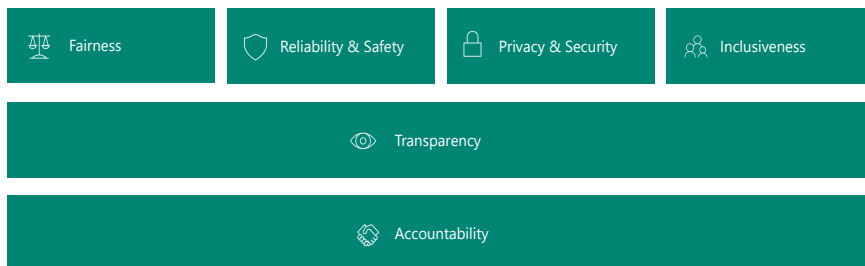 Fairness
Reliability & Safety
Privacy & Security
Inclusiveness
Transparency
Accountability